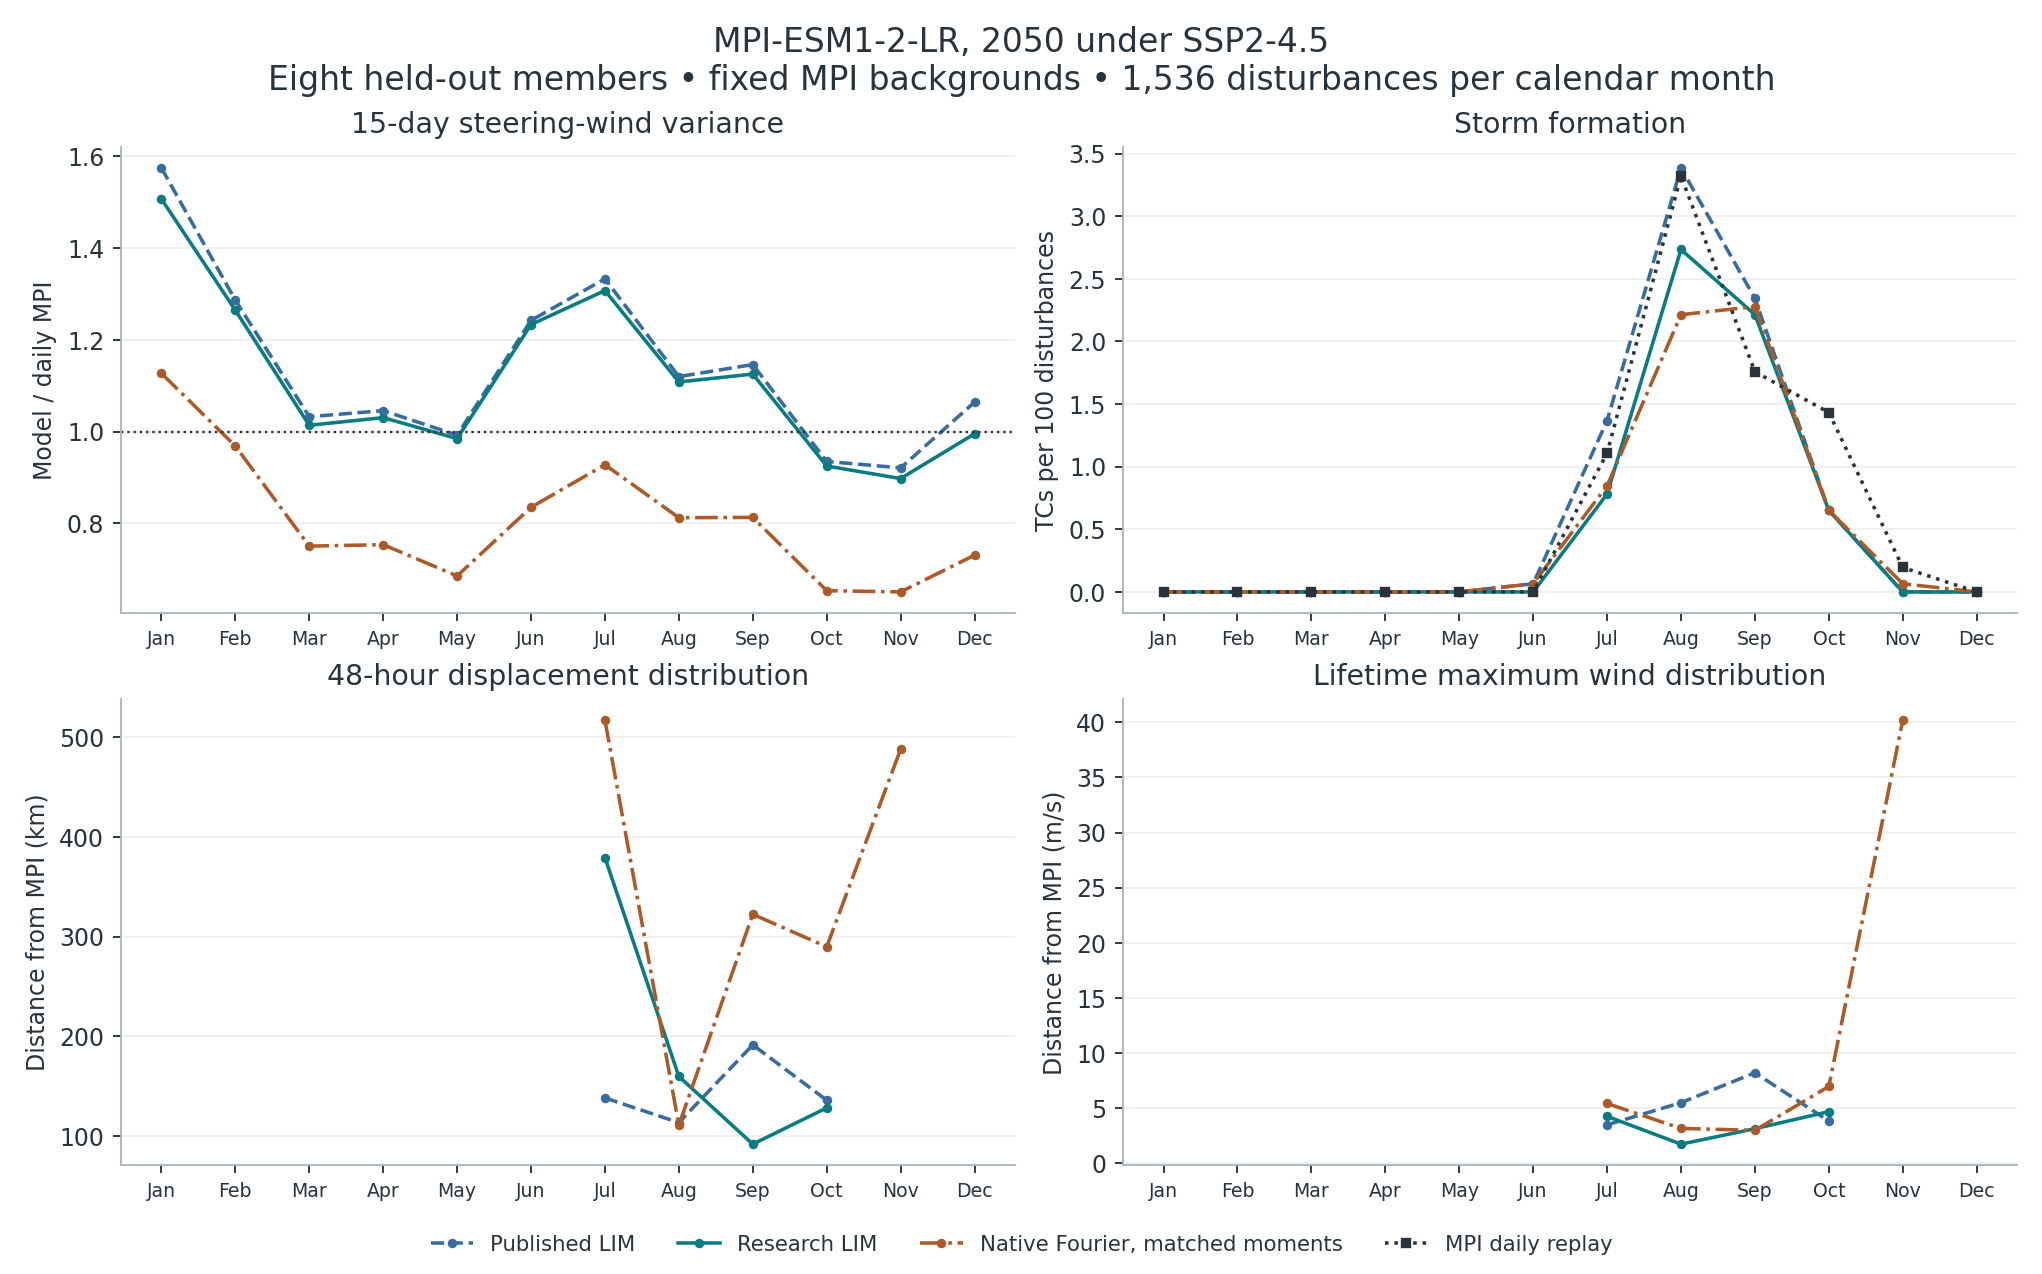 MPI-ESM1-2-LR, 2050 under SSP2-4.5
Eight held-out members • fixed MPI backgrounds • 1,536 disturbances per calendar month
15-day steering-wind variance
Model / daily MPI
1.6
1.4
1.2
1.0
0.8
Jan Feb Mar Apr May Jun Jul Aug Sep Oct Nov Dec
Storm formation
TCs per 100 disturbances
3.5
3.0
2.5
2.0
1.5
1.0
0.5
0.0
Jan Feb Mar Apr May Jun Jul Aug Sep Oct Nov Dec
48-hour displacement distribution
Distance from MPI (km)
500
400
300
200
100
Jan Feb Mar Apr May Jun Jul Aug Sep Oct Nov Dec
Lifetime maximum wind distribution
Distance from MPI (m/s)
40
35
30
25
20
15
10
5
0
Jan Feb Mar Apr May Jun Jul Aug Sep Oct Nov Dec
Published LIM Research LIM Native Fourier, matched moments MPI daily replay